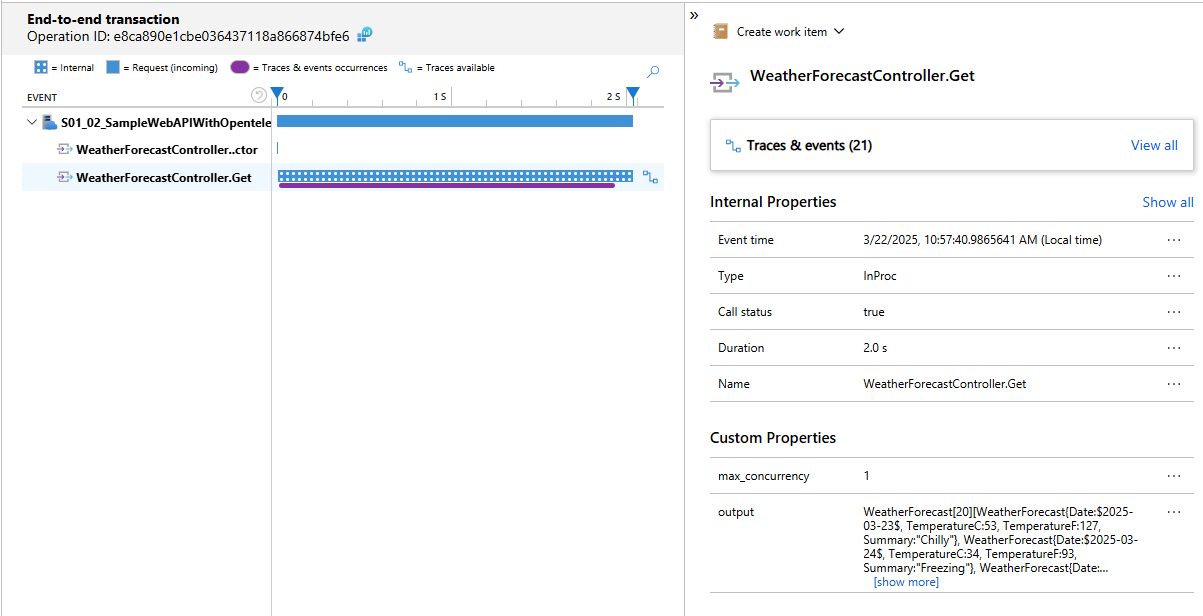 End-to-end transaction
Operation ID: e8ca890e1cbe036437118a866874bfe6
= Internal = Request (incoming) = Traces & events occurrences = Traces available
EVENT 0 1 S 2 S
S01_02_SampleWebAPIWithOpentele
WeatherForecastController..ctor
WeatherForecastController.Get
»
Create work item
WeatherForecastController.Get
Traces & events (21) View all
Internal Properties Show all
Event time 3/22/2025, 10:57:40.9865641 AM (Local time) ...
Type InProc ...
Call status true ...
Duration 2.0 s ...
Name WeatherForecastController.Get ...
Custom Properties
max_concurrency 1 ...
output WeatherForecast[20][WeatherForecast{Date:$2025- ...
03-23$, TemperatureC:53, TemperatureF:127,
Summary:"Chilly"}, WeatherForecast{Date:$2025-03-
24$, TemperatureC:34, TemperatureF:93,
Summary:"Freezing"}, WeatherForecast{Date:...
[show more]